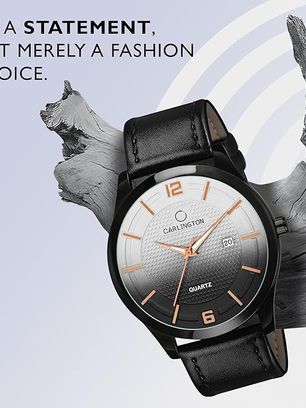 A STATEMENT,
T MERELY A FASHION
OICE.
12
CARLINGTON
20
QUARTZ
6